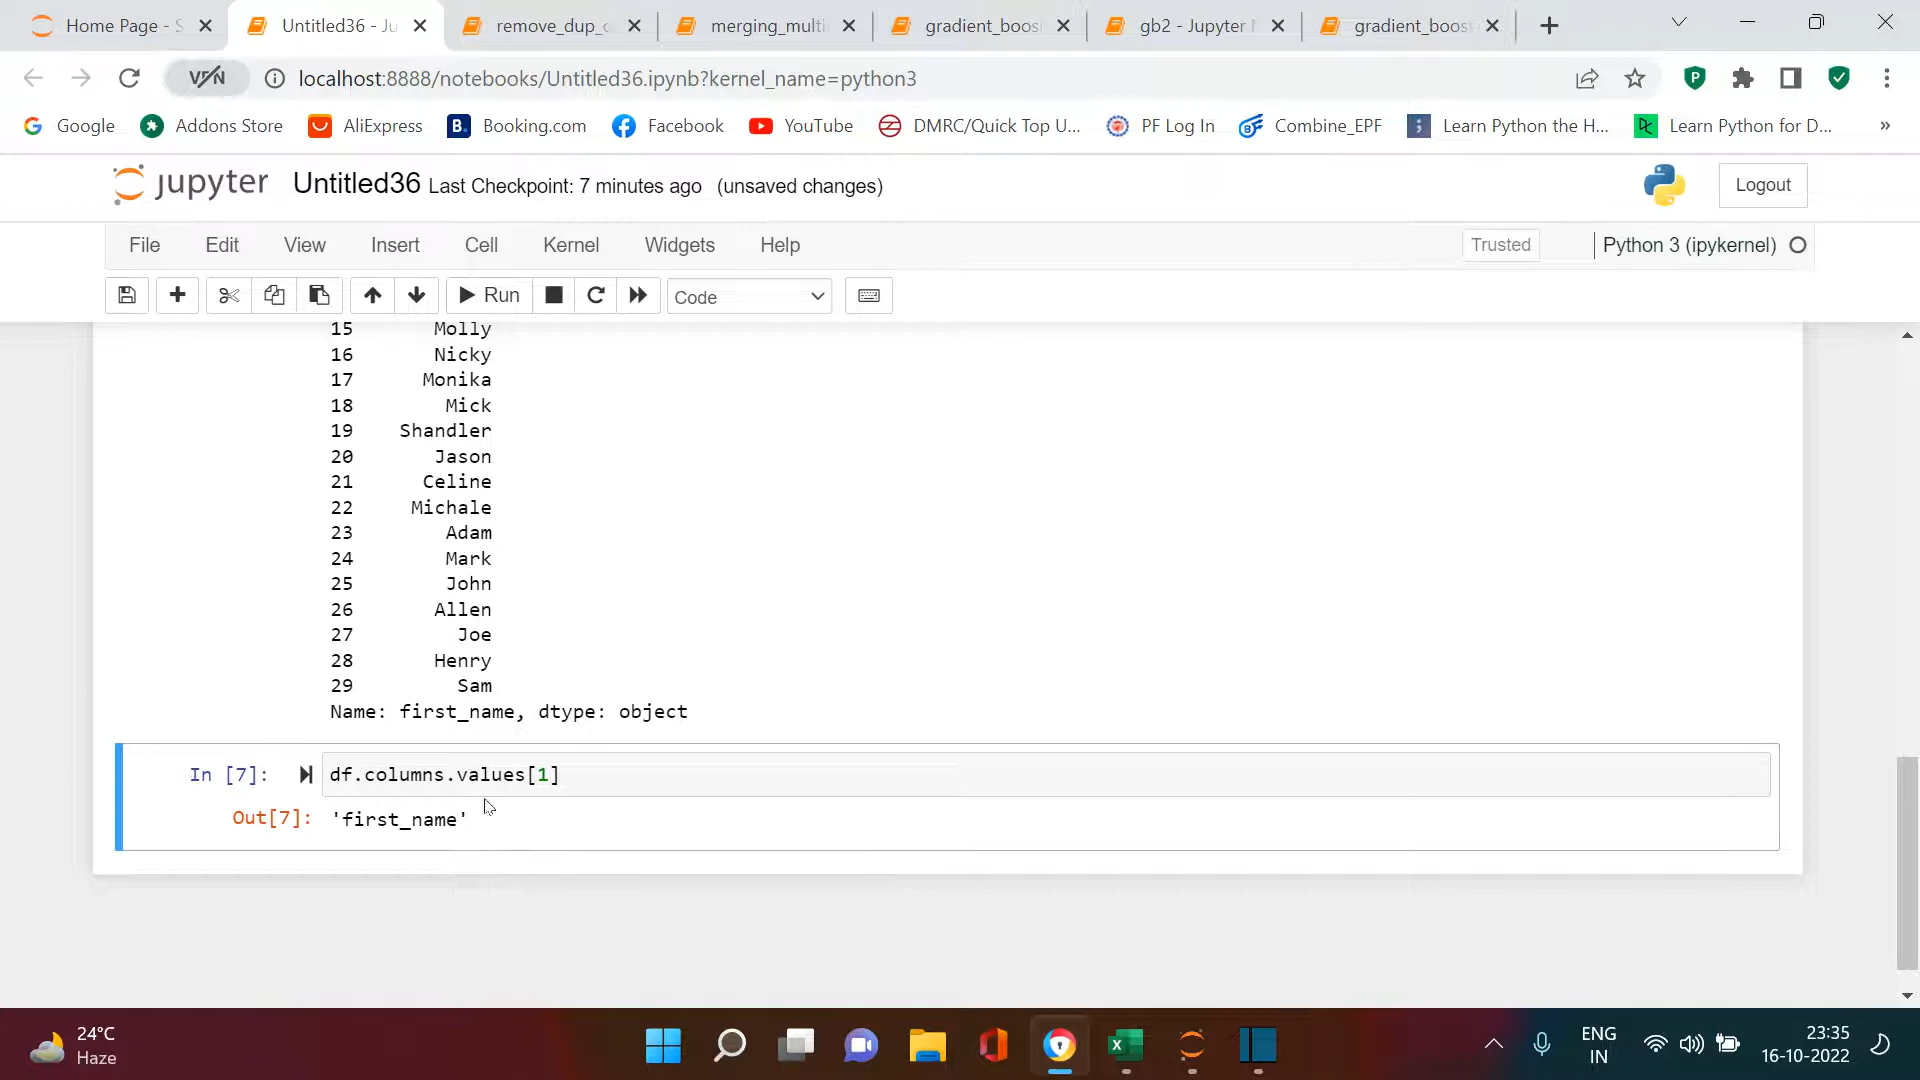 Home Page - S
Untitled36 - Ju
remove_dup_c
merging_multi
gradient_boos
gb2 - Jupyter
gradient_boost
VPN
localhost:8888/notebooks/Untitled36.ipynb?kernel_name=python3
Google
Addons Store
AliExpress
Booking.com
Facebook
YouTube
DMRC/Quick Top U...
PF Log In
Combine_EPF
Learn Python the H...
Learn Python for D...
»
jupyter Untitled36 Last Checkpoint: 7 minutes ago (unsaved changes)
Logout
File Edit View Insert Cell Kernel Widgets Help
Trusted
Python 3 (ipykernel)
Run
Code
15 Molly
16 Nicky
17 Monika
18 Mick
19 Shandler
20 Jason
21 Celine
22 Michale
23 Adam
24 Mark
25 John
26 Allen
27 Joe
28 Henry
29 Sam
Name: first_name, dtype: object
In [7]: df.columns.values[1]
Out[7]: 'first_name'
24°C
Haze
ENG
IN
23:35
16-10-2022